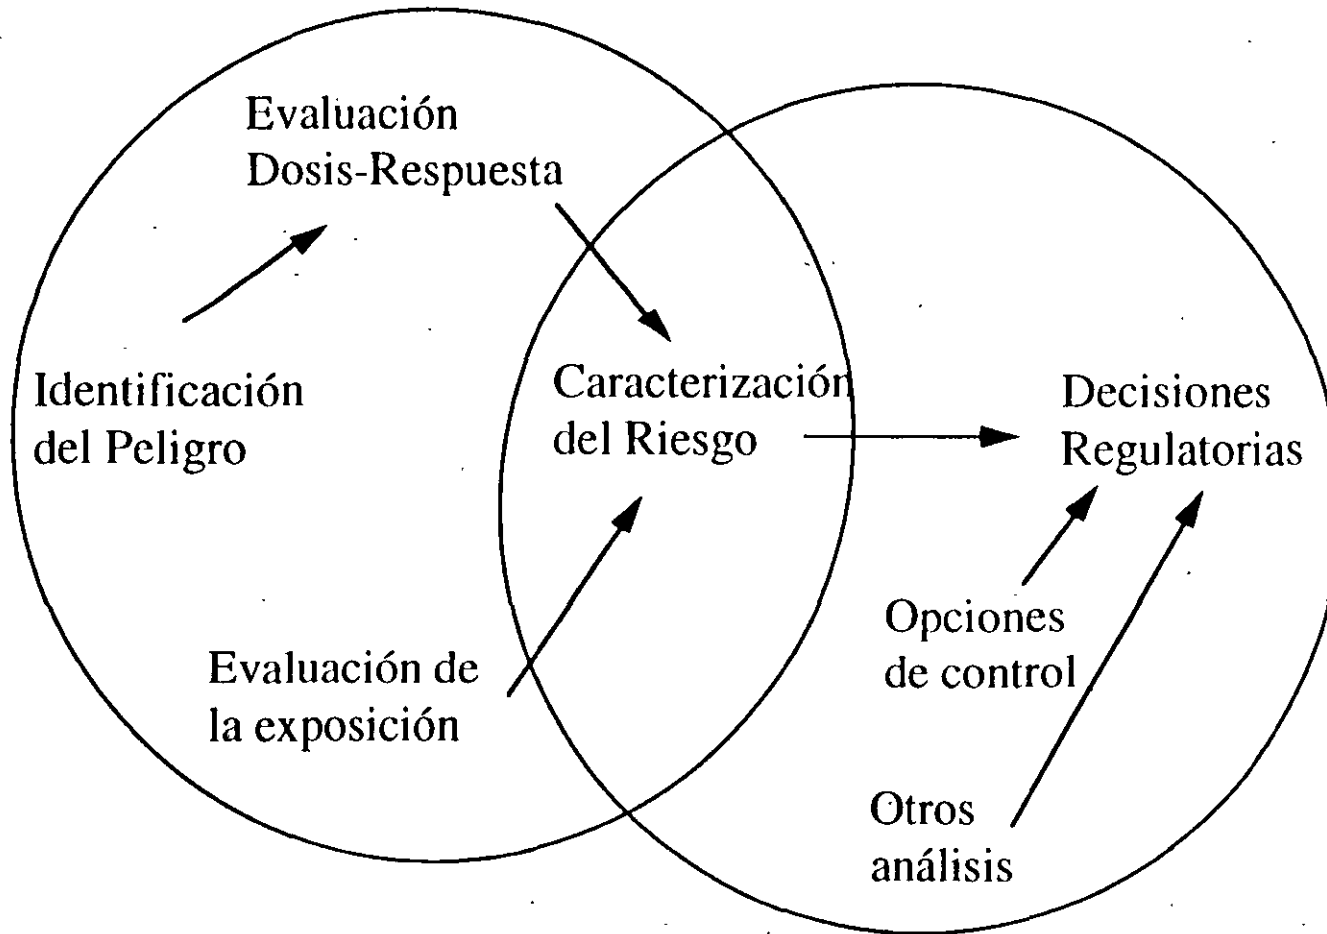 Evaluación
Dosis-Respuesta
Identificación
del Peligro
Caracterización
del Riesgo
Decisiones
Regulatorias
Evaluación de
la exposición
Opciones
de control
Otros
análisis